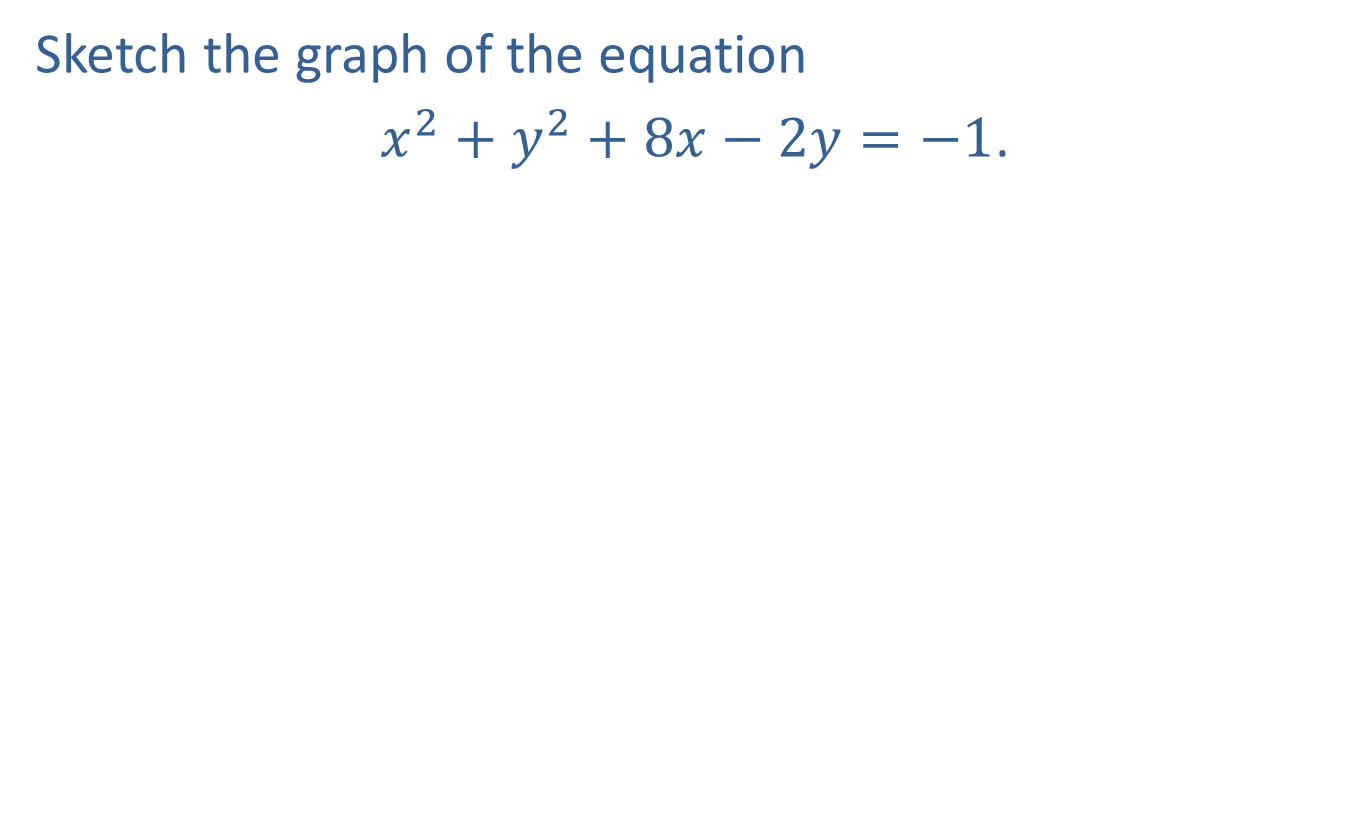 Sketch the graph of the equation
x² + y² + 8x − 2y = −1.